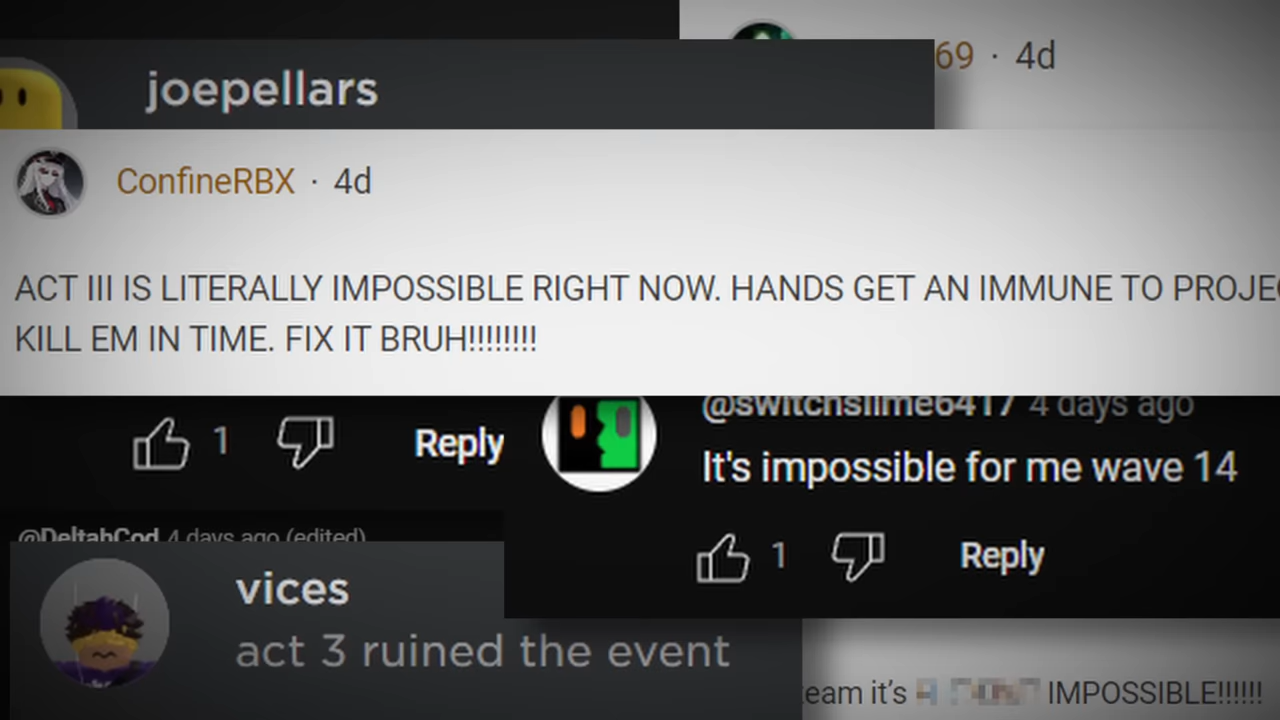 69 · 4d
joepellars
ConfineRBX · 4d
ACT III IS LITERALLY IMPOSSIBLE RIGHT NOW. HANDS GET AN IMMUNE TO
KILL EM IN TIME. FIX IT BRUH!!!!!!!!
@switchslime6417 4 days ago
It's impossible for me wave 14
1 Reply
1 Reply
@DeltahCod 4 days ago (edited)
vices
act 3 ruined the event
it's IMPOSSIBLE!!!!!!